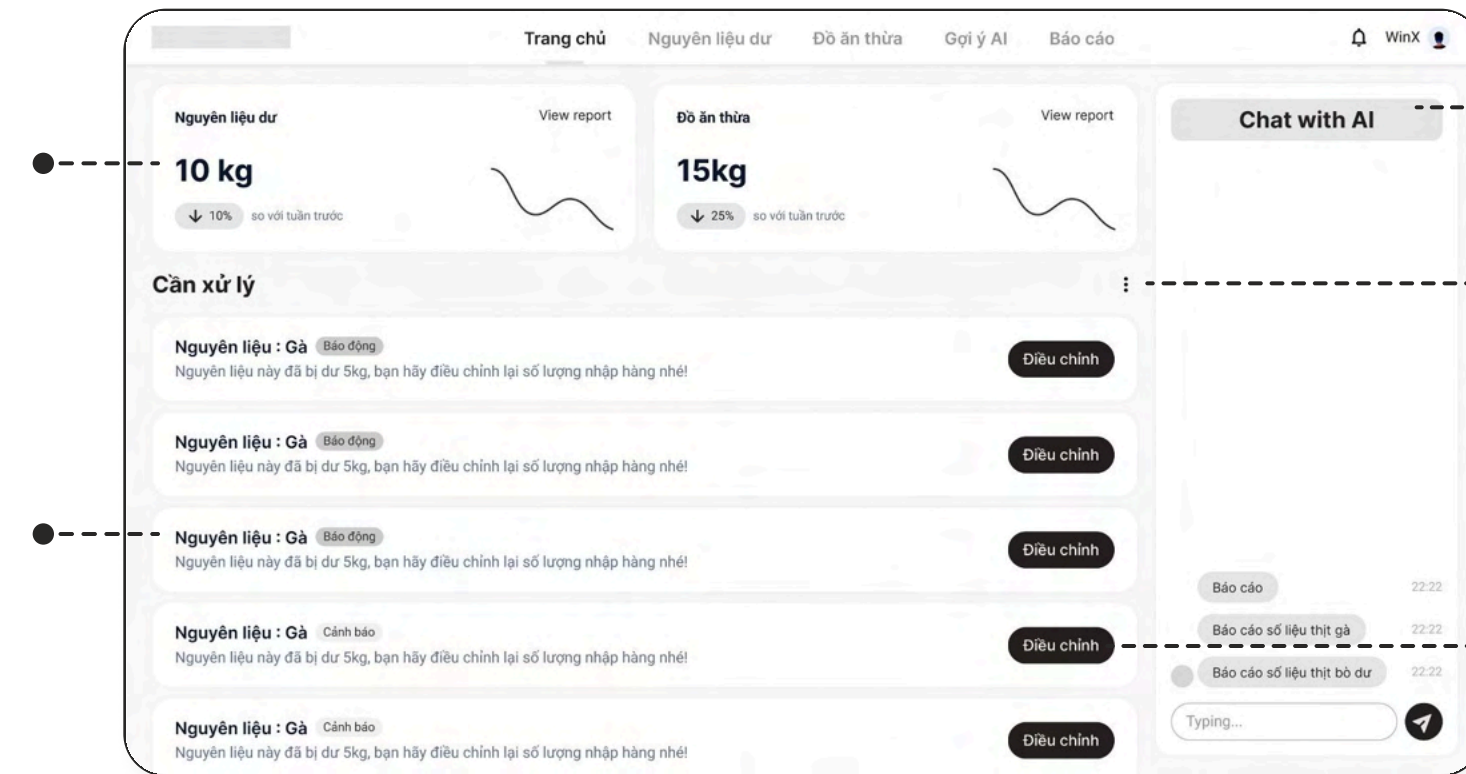 Trang chủ Nguyên liệu dư Đồ ăn thừa Gợi ý AI Báo cáo WinX
Nguyên liệu dư View report
10 kg
10% so với tuần trước
Đồ ăn thừa View report
15kg
25% so với tuần trước
Cần xử lý
Nguyên liệu : Gà Báo động
Nguyên liệu này đã bị dư 5kg, bạn hãy điều chỉnh lại số lượng nhập hàng nhé!
Điều chỉnh
Nguyên liệu : Gà Báo động
Nguyên liệu này đã bị dư 5kg, bạn hãy điều chỉnh lại số lượng nhập hàng nhé!
Điều chỉnh
Nguyên liệu : Gà Báo động
Nguyên liệu này đã bị dư 5kg, bạn hãy điều chỉnh lại số lượng nhập hàng nhé!
Điều chỉnh
Nguyên liệu : Gà Cảnh báo
Nguyên liệu này đã bị dư 5kg, bạn hãy điều chỉnh lại số lượng nhập hàng nhé!
Điều chỉnh
Nguyên liệu : Gà Cảnh báo
Nguyên liệu này đã bị dư 5kg, bạn hãy điều chỉnh lại số lượng nhập hàng nhé!
Điều chỉnh
Chat with AI
Báo cáo 22:22
Báo cáo số liệu thịt gà 22:22
Báo cáo số liệu thịt bò dư 22:22
Typing...